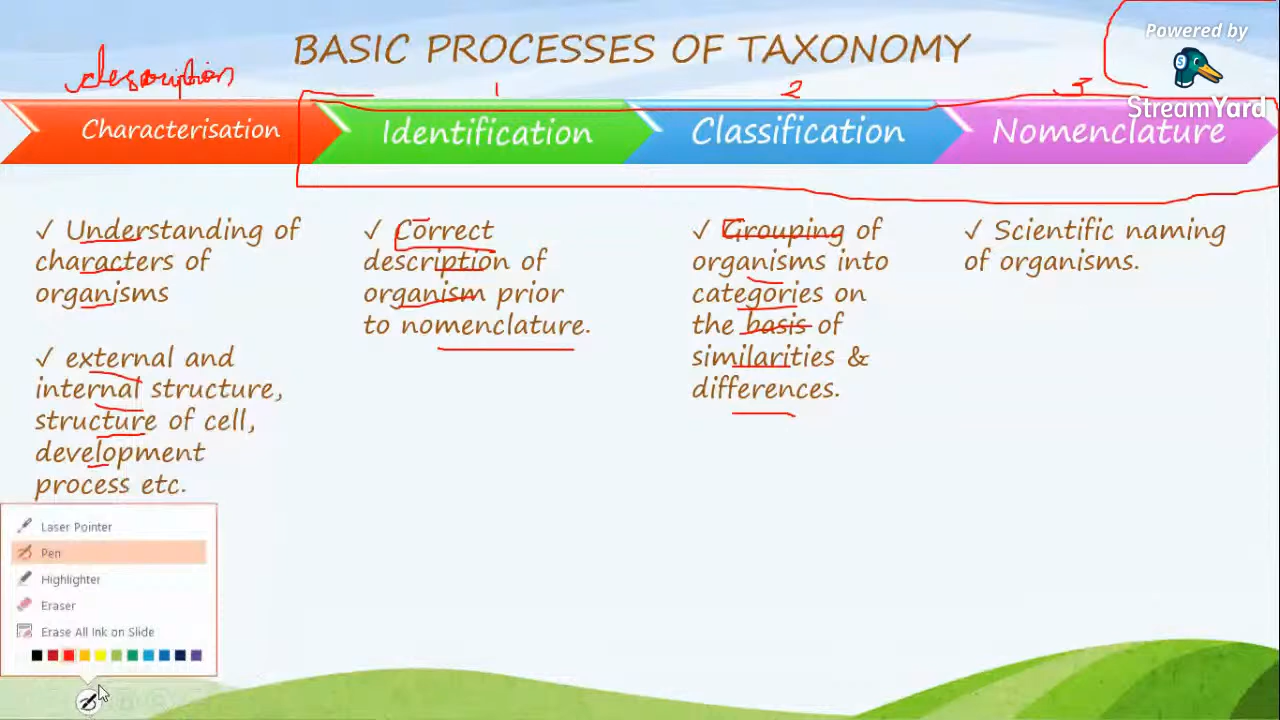 BASIC PROCESSES OF TAXONOMY
Powered by
StreamYard
description
1
2
3
Characterisation
Identification
Classification
Nomenclature
✓ Understanding of
characters of
organisms
✓ external and
internal structure,
structure of cell,
development
process etc.
✓ Correct
description of
organism prior
to nomenclature.
✓ Grouping of
organisms into
categories on
the basis of
similarities &
differences.
✓ Scientific naming
of organisms.
Laser Pointer
Pen
Highlighter
Eraser
Erase All Ink on Slide